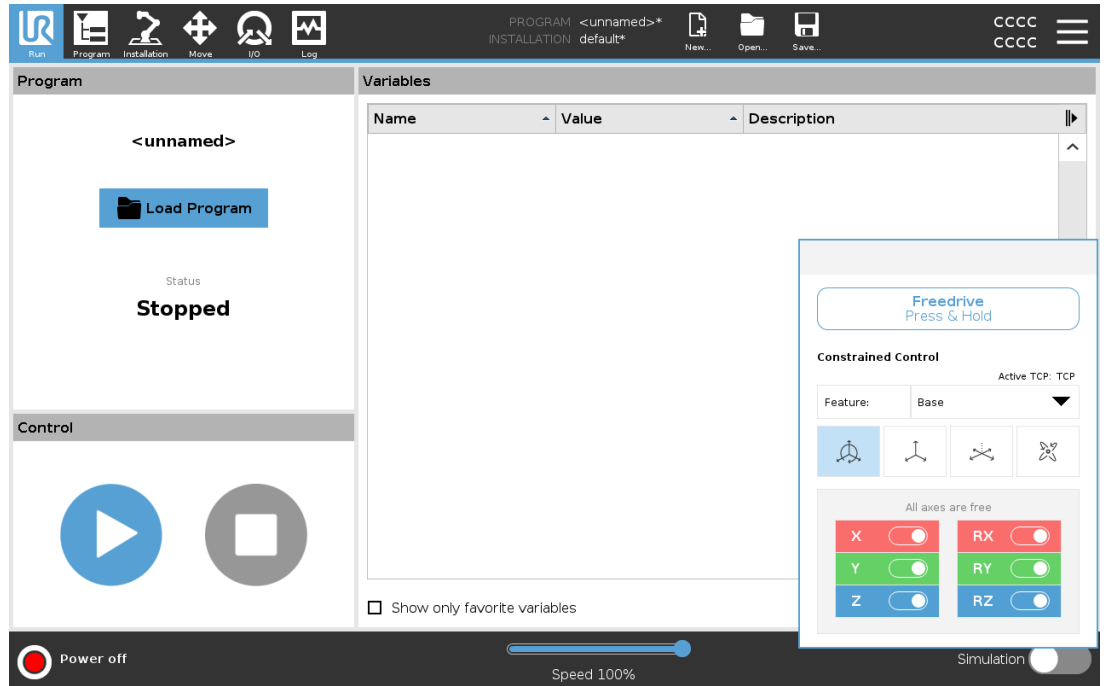 PROGRAM <unnamed>*
INSTALLATION default*
CCCC
CCCC
Run Program Installation Move I/O Log New... Open... Save...
Program
<unnamed>
Load Program
Status
Stopped
Control
Variables
Name Value Description
Show only favorite variables
Freedrive
Press & Hold
Constrained Control
Active TCP: TCP
Feature: Base
All axes are free
X RX
Y RY
Z RZ
Power off
Speed 100%
Simulation